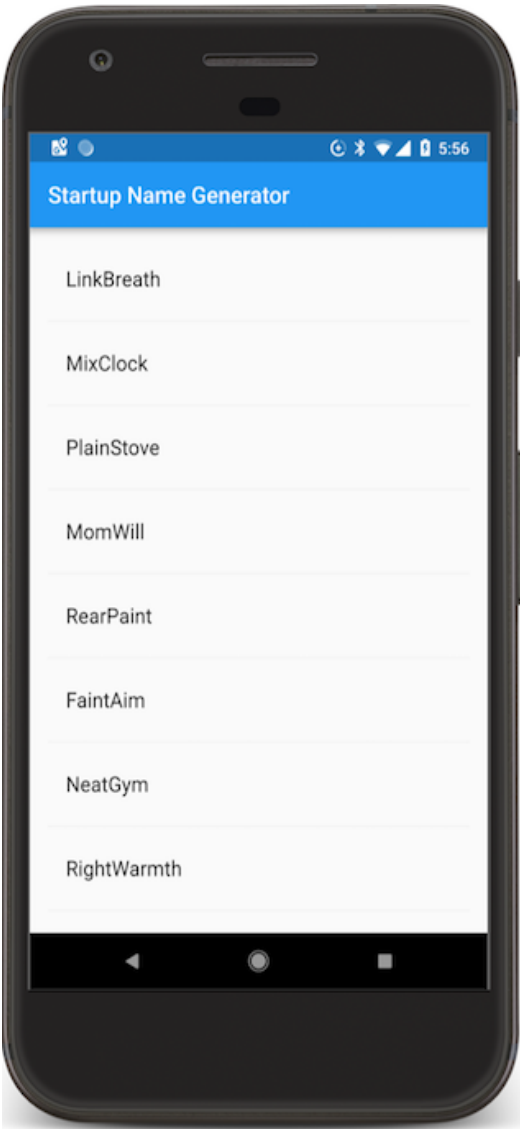 5:56
Startup Name Generator
LinkBreath
MixClock
PlainStove
MomWill
RearPaint
FaintAim
NeatGym
RightWarmth